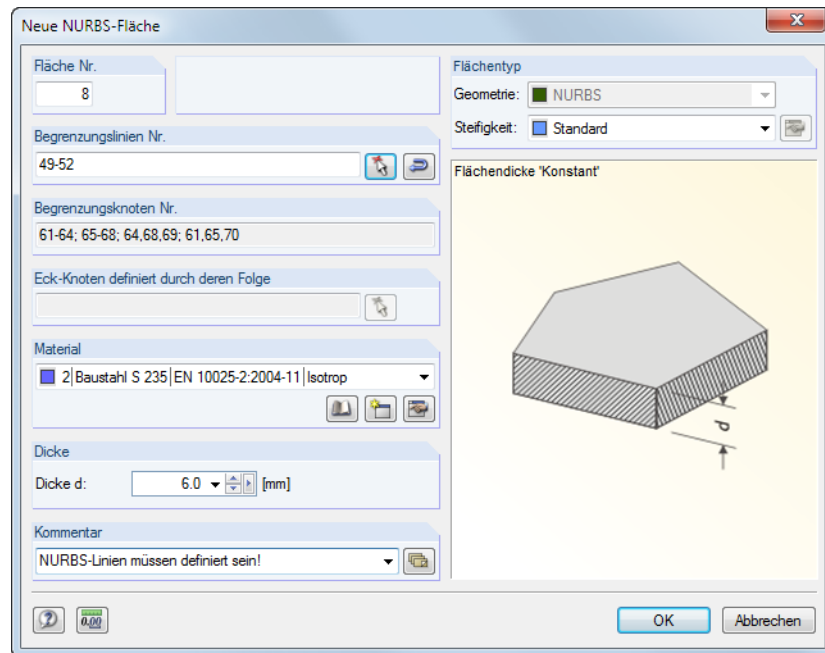 Neue NURBS-Fläche
Fläche Nr.
8
Begrenzungslinien Nr.
49-52
Begrenzungsknoten Nr.
61-64; 65-68; 64,68,69; 61,65,70
Eck-Knoten definiert durch deren Folge
Material
2|Baustahl S 235|EN 10025-2:2004-11|Isotrop
Dicke
Dicke d: 6.0 [mm]
Kommentar
NURBS-Linien müssen definiert sein!
Flächentyp
Geometrie: NURBS
Steifigkeit: Standard
Flächendicke 'Konstant'
d
0.00
OK Abbrechen